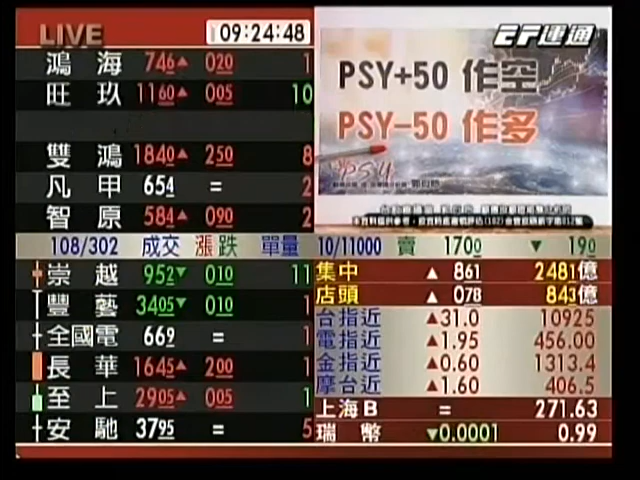 LIVE
09:24:48
鴻海 746▲ 020 1
旺玖 1160▲ 005 10
雙鴻 1840▲ 250 8
凡甲 654 = 2
智原 584▲ 090 2
108/302 成交 漲跌 單量
崇越 952▼ 010 11
豐藝 3405▼ 010 1
全國電 669 = 1
長華 1645▲ 200 1
至上 2905▲ 005 1
安馳 3795 = 5
運通
PSY+50 作空
PSY-50 作多
PSY
10/11000 賣 1700 ▼ 190
集中 ▲ 861 2481億
店頭 ▲ 078 843億
台指近 ▲31.0 10925
電指近 ▲1.95 456.00
金指近 ▲0.60 1313.4
摩台近 ▲1.60 406.5
上海B = 271.63
瑞幣 ▼0.0001 0.99